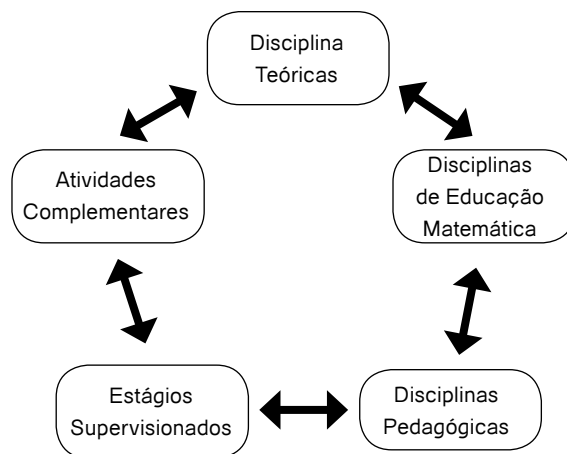 Disciplina
Teóricas
Atividades
Complementares
Disciplinas
de Educação
Matemática
Estágios
Supervisionados
Disciplinas
Pedagógicas